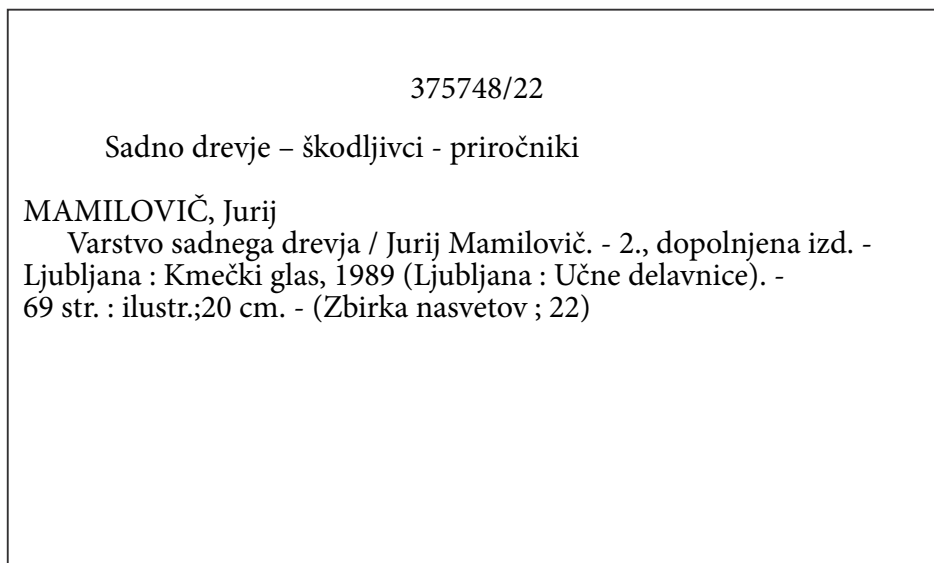 375748/22
Sadno drevje – škodljivci - priročniki
MAMILOVIČ, Jurij
Varstvo sadnega drevja / Jurij Mamilovič. - 2., dopolnjena izd. -
Ljubljana : Kmečki glas, 1989 (Ljubljana : Učne delavnice). -
69 str. : ilustr.;20 cm. - (Zbirka nasvetov ; 22)